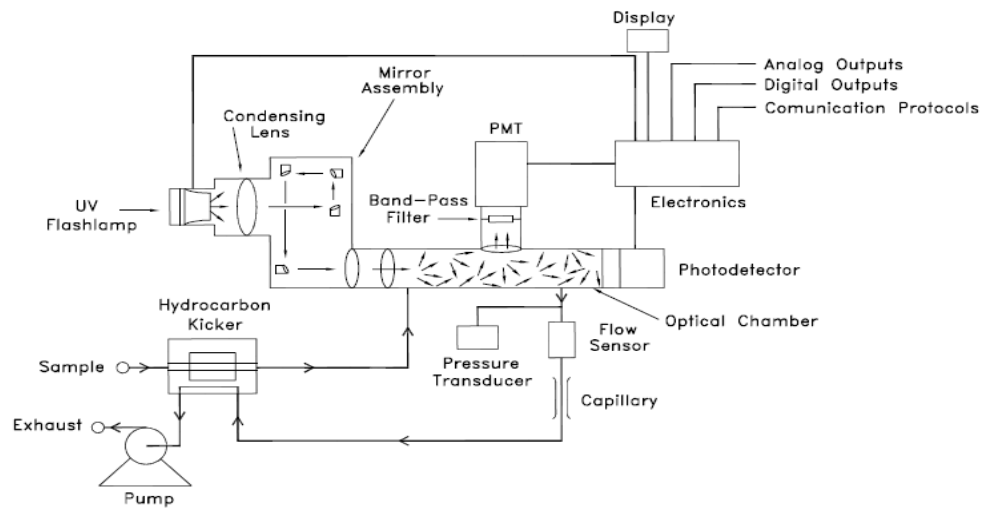 Display
Analog Outputs
Digital Outputs
Comunication Protocols
Mirror
Assembly
Condensing
Lens
PMT
Band-Pass
Filter
Electronics
UV
Flashlamp
Photodetector
Hydrocarbon
Kicker
Optical Chamber
Flow
Sensor
Pressure
Transducer
Sample
Capillary
Exhaust
Pump